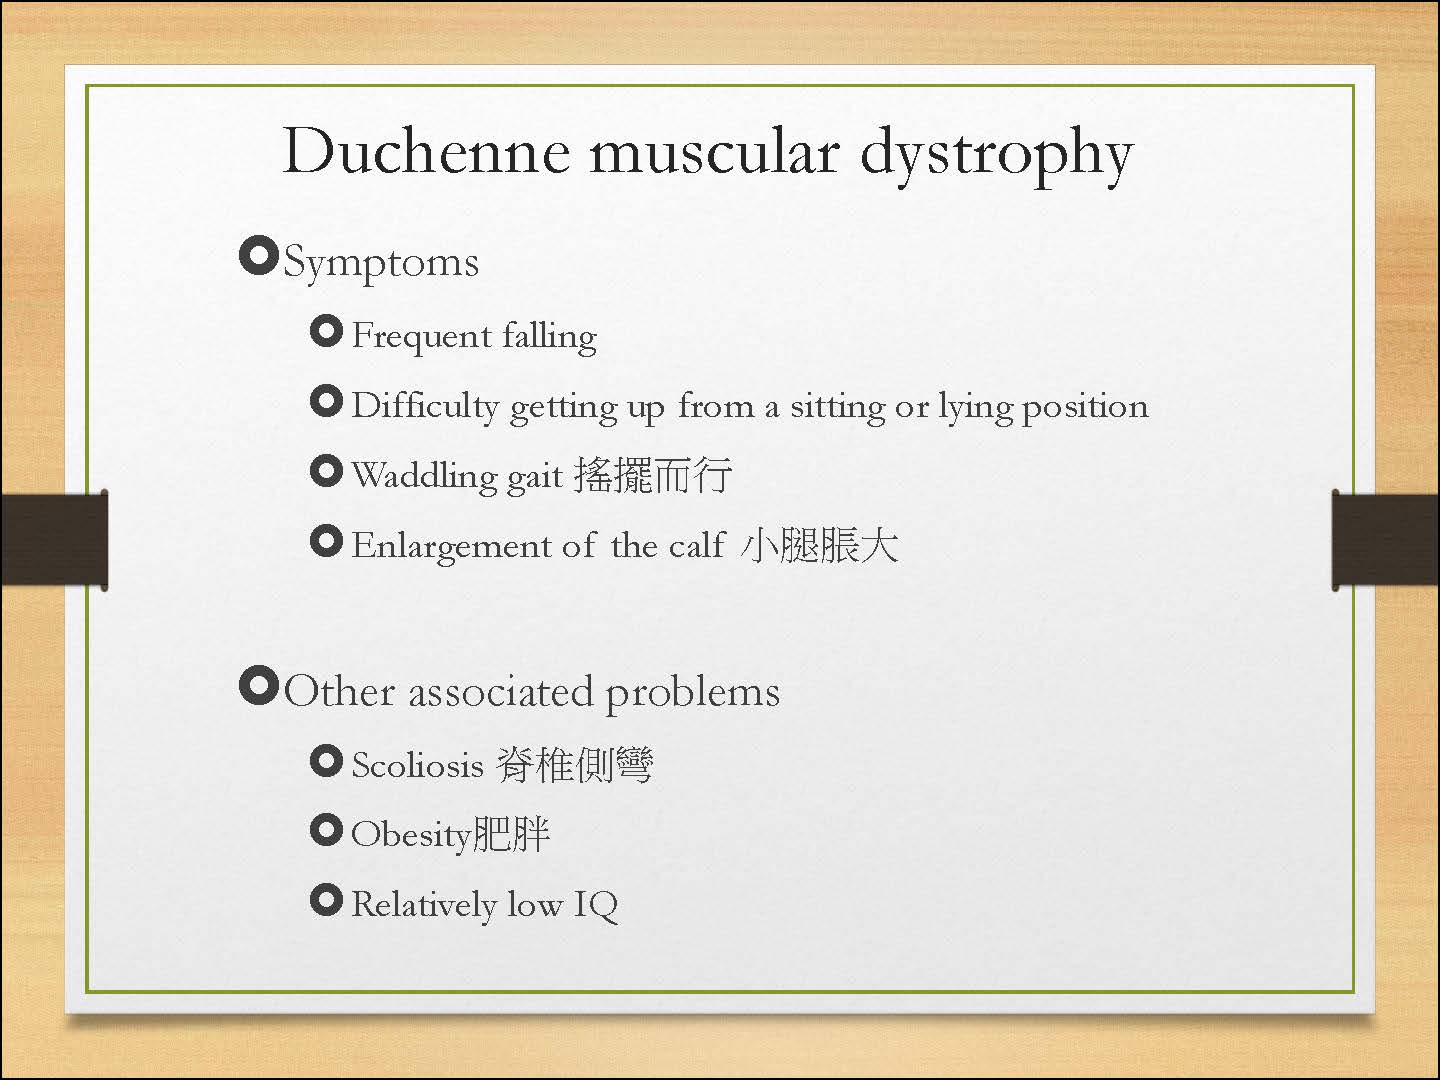 Duchenne muscular dystrophy
Symptoms
Frequent falling
Difficulty getting up from a sitting or lying position
Waddling gait 搖擺而行
Enlargement of the calf 小腿脹大
Other associated problems
Scoliosis 脊椎側彎
Obesity肥胖
Relatively low IQ